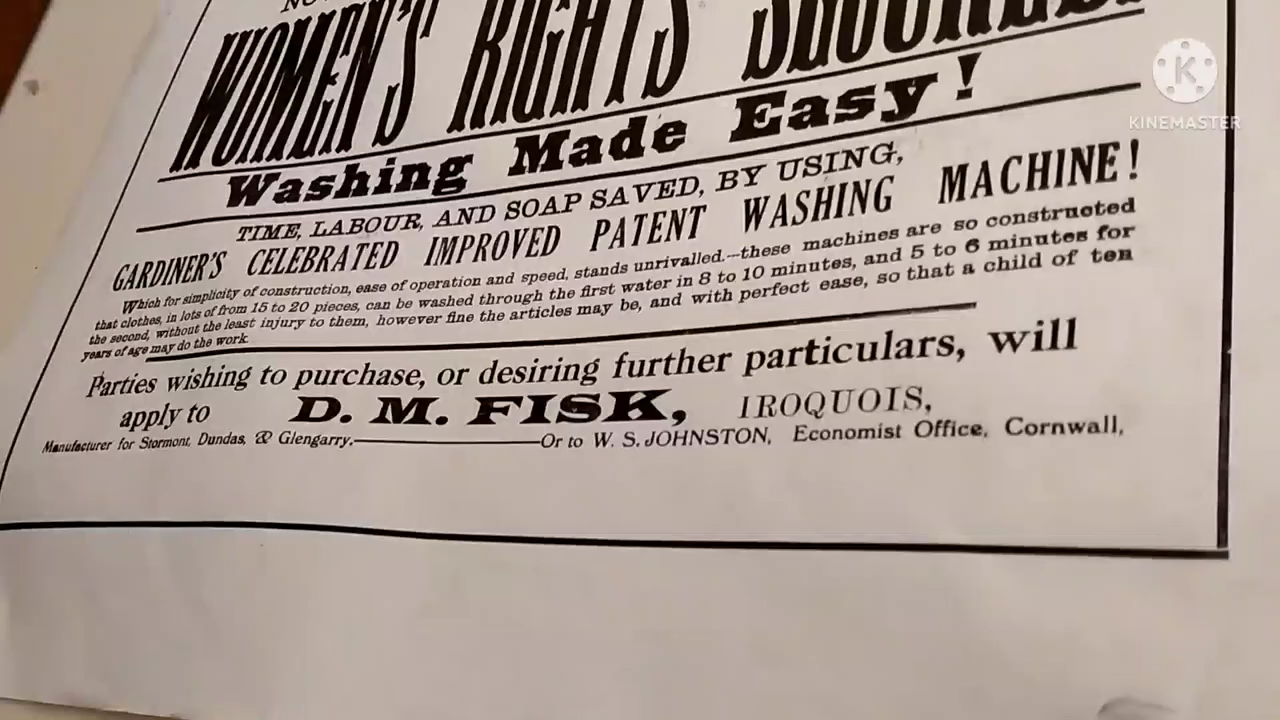 WOMEN'S RIGHTS
Washing Made Easy!
TIME, LABOUR, AND SOAP SAVED, BY USING,
GARDINER'S CELEBRATED IMPROVED PATENT WASHING MACHINE!
Which for simplicity of construction, ease of operation and speed, stands unrivalled.--these machines are so constructed
that clothes, in lots of from 15 to 20 pieces, can be washed through the first water in 8 to 10 minutes, and 5 to 6 minutes for
the second, without the least injury to them, however fine the articles may be, and with perfect ease, so that a child of ten
years of age may do the work.
Parties wishing to purchase, or desiring further particulars, will
apply to D. M. FISK, IROQUOIS,
Manufacturer for Stormont, Dundas, & Glengarry.——Or to W. S. JOHNSTON, Economist Office, Cornwall,
K
KINEMASTER